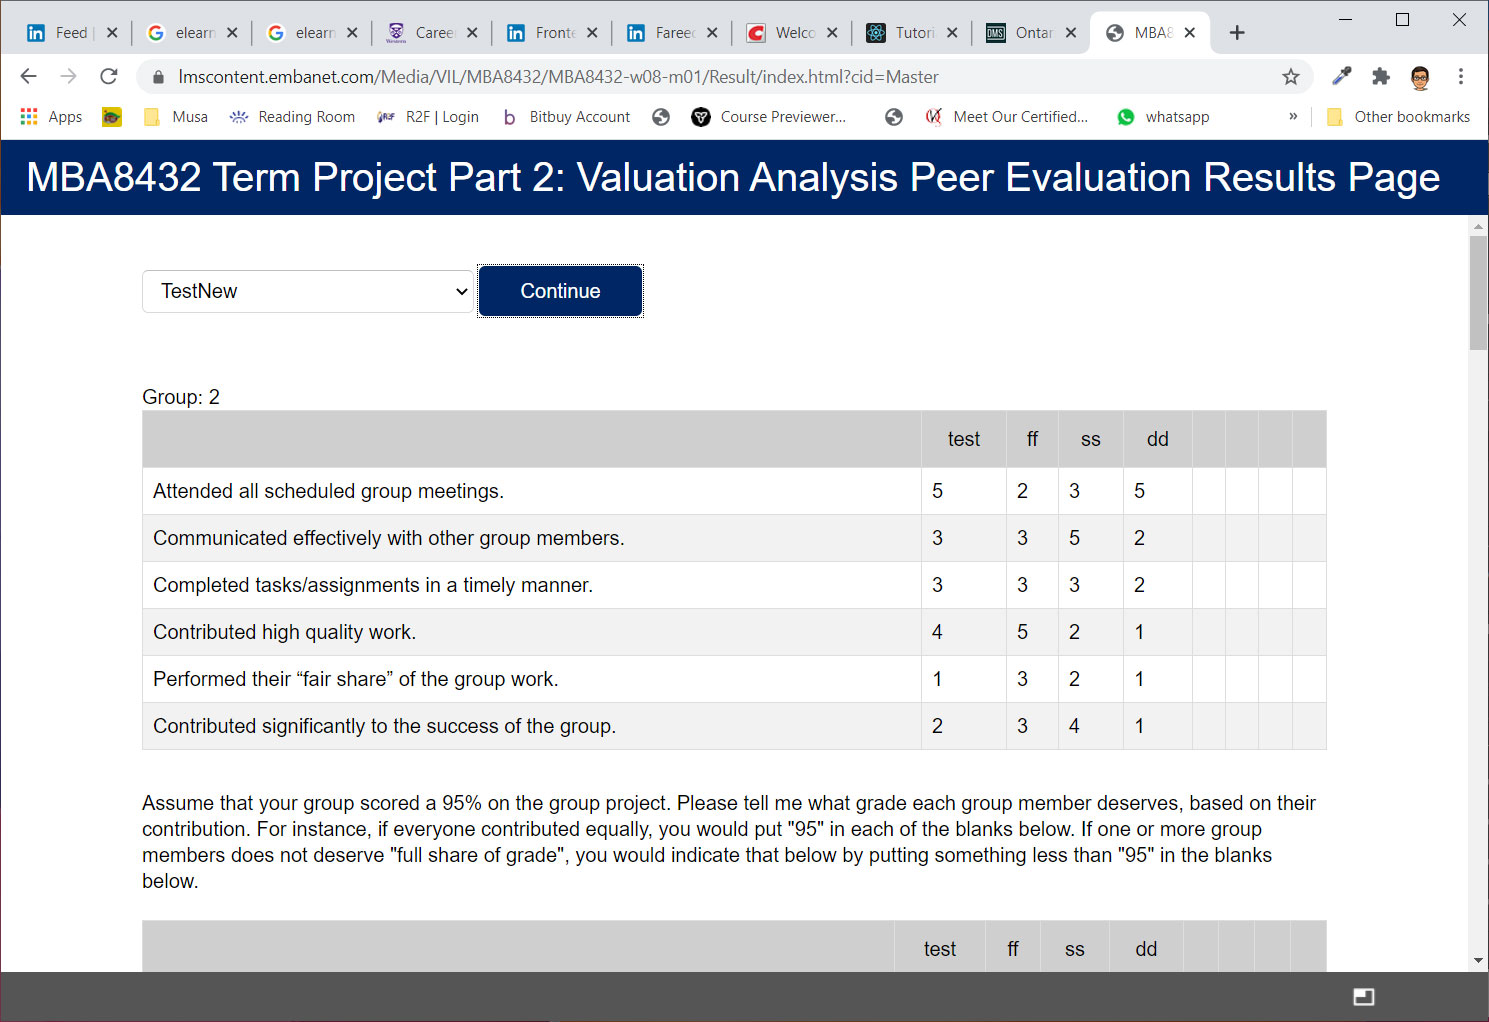 Feed elearn elearn Career Fronte Fareed Welco Tutori Ontar MBA8
lmscontent.embanet.com/Media/VIL/MBA8432/MBA8432-w08-m01/Result/index.html?cid=Master
Apps Musa Reading Room R2F | Login b Bitbuy Account Course Previewer... Meet Our Certified... whatsapp » Other bookmarks
MBA8432 Term Project Part 2: Valuation Analysis Peer Evaluation Results Page
TestNew Continue
Group: 2
test ff ss dd
Attended all scheduled group meetings. 5 2 3 5
Communicated effectively with other group members. 3 3 5 2
Completed tasks/assignments in a timely manner. 3 3 3 2
Contributed high quality work. 4 5 2 1
Performed their “fair share” of the group work. 1 3 2 1
Contributed significantly to the success of the group. 2 3 4 1
Assume that your group scored a 95% on the group project. Please tell me what grade each group member deserves, based on their
contribution. For instance, if everyone contributed equally, you would put "95" in each of the blanks below. If one or more group
members does not deserve "full share of grade", you would indicate that below by putting something less than "95" in the blanks
below.
test ff ss dd